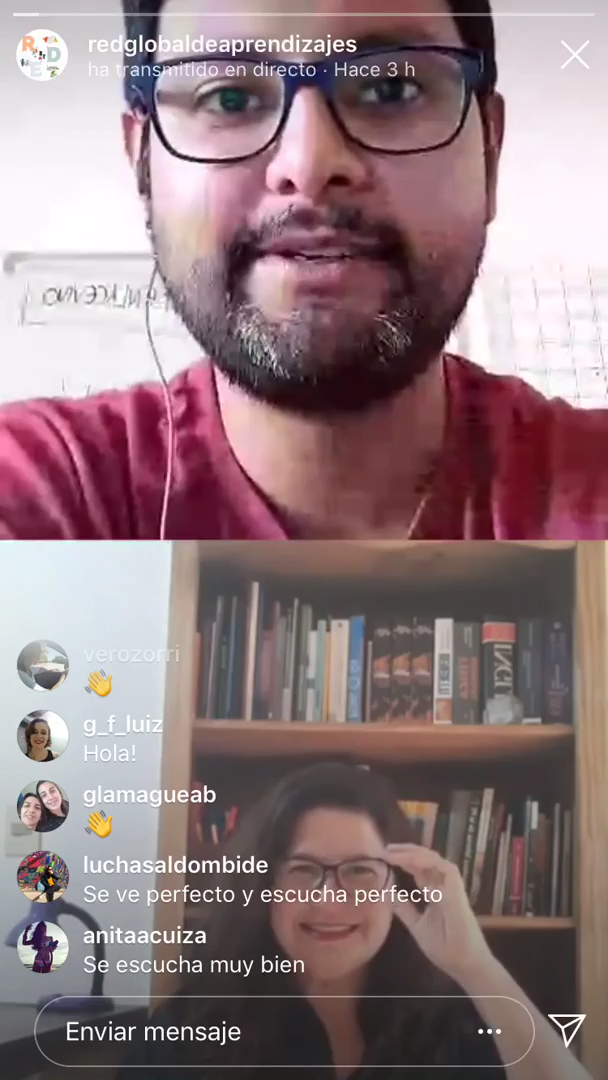 redglobaldeaprendizajes
ha transmitido en directo · Hace 3 h
verozorri
👋
g_f_luiz
Hola!
glamagueab
👋
luchasaldombide
Se ve perfecto y escucha perfecto
anitaacuiza
Se escucha muy bien
Enviar mensaje